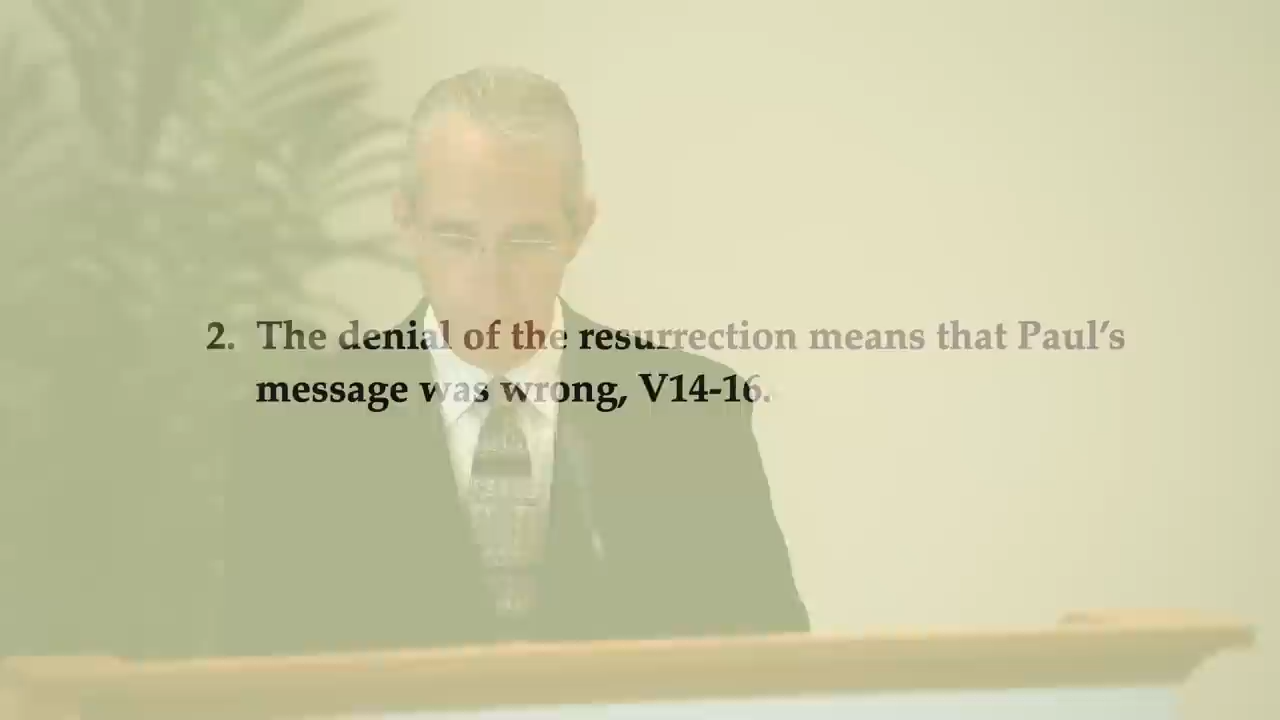 2. The denial of the resurrection means that Paul's
message was wrong, V14-16.